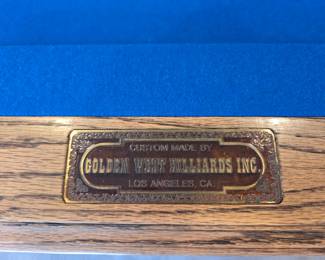 CUSTOM MADE BY
GOLDEN WEST BILLIARDS INC.
LOS ANGELES, CA.